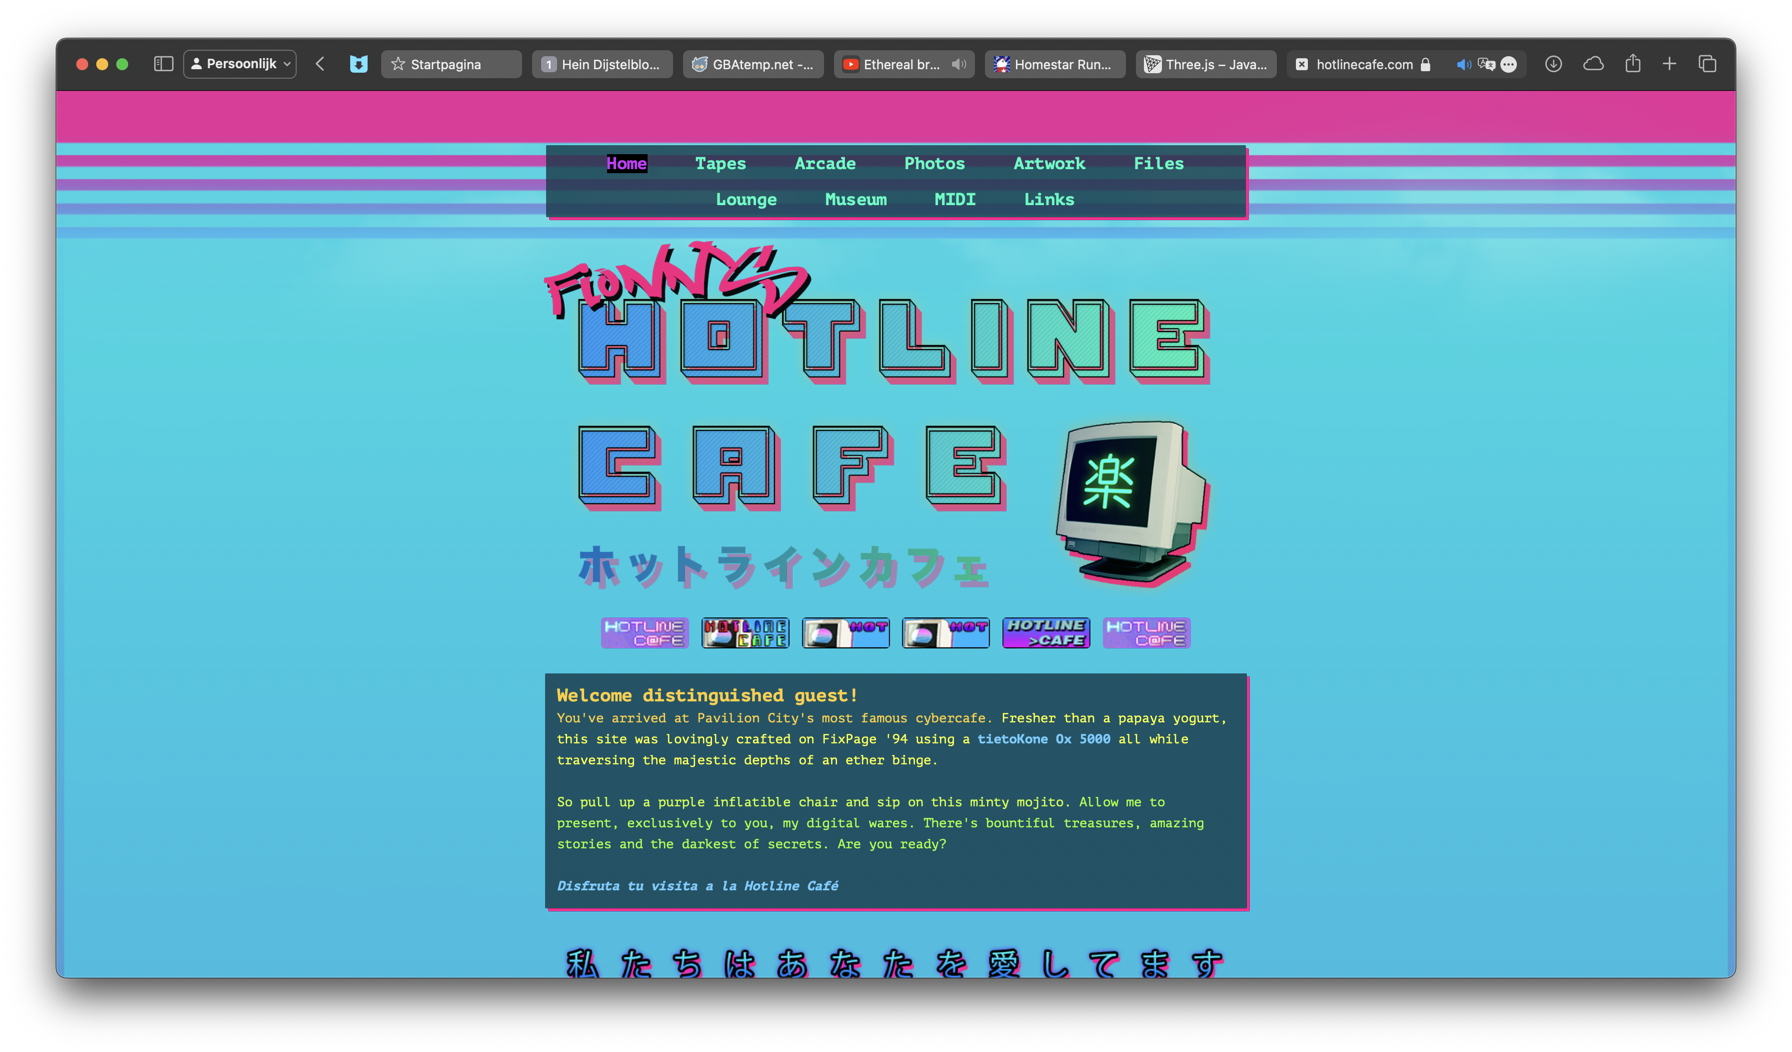 Persoonlijk
Startpagina
1 Hein Dijstelblo...
GBAtemp.net -...
Ethereal br...
Homestar Run...
Three.js – Java...
hotlinecafe.com
Home Tapes Arcade Photos Artwork Files
Lounge Museum MIDI Links
FLONNY'S
HOTLINE
CAFE
楽
ホットラインカフェ
HOTLINE C@FE
HOTLINE CAFE
HOT
HOT
HOTLINE >CAFE
HOTLINE C@FE
Welcome distinguished guest!
You've arrived at Pavilion City's most famous cybercafe. Fresher than a papaya yogurt,
this site was lovingly crafted on FixPage '94 using a tietoKone Ox 5000 all while
traversing the majestic depths of an ether binge.
So pull up a purple inflatible chair and sip on this minty mojito. Allow me to
present, exclusively to you, my digital wares. There's bountiful treasures, amazing
stories and the darkest of secrets. Are you ready?
Disfruta tu visita a la Hotline Café
私たちはあなたを愛してます